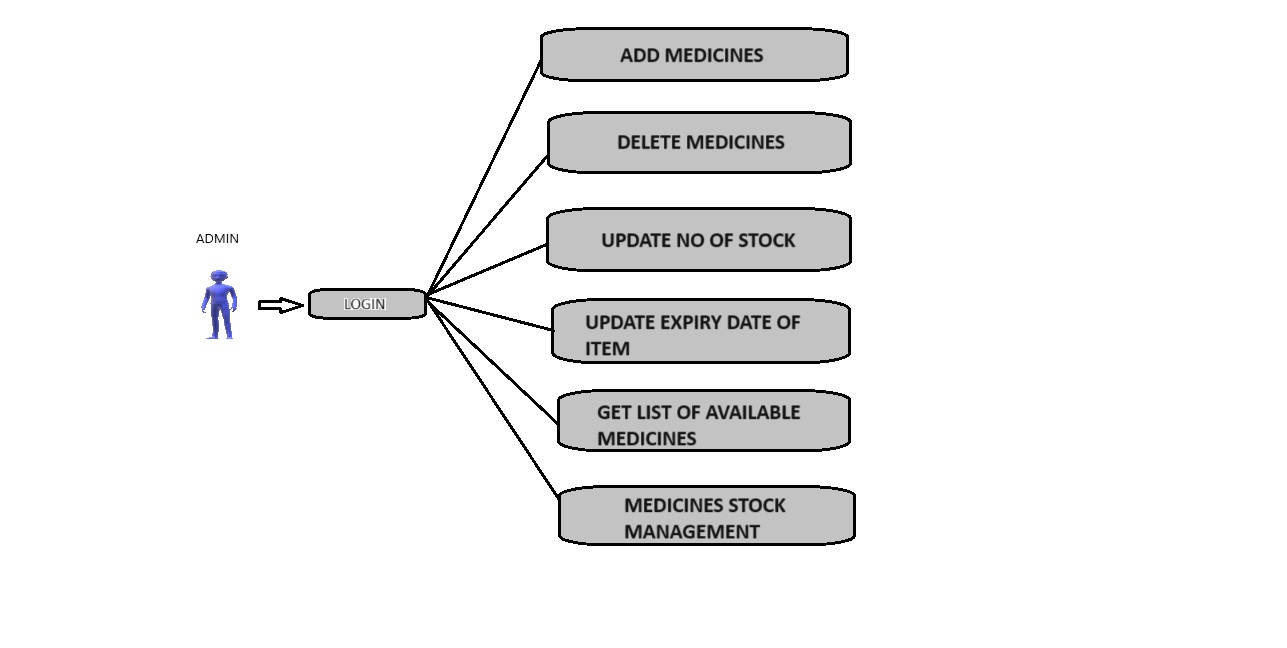 ADD MEDICINES
DELETE MEDICINES
UPDATE NO OF STOCK
ADMIN
LOGIN
UPDATE EXPIRY DATE OF
ITEM
GET LIST OF AVAILABLE
MEDICINES
MEDICINES STOCK
MANAGEMENT